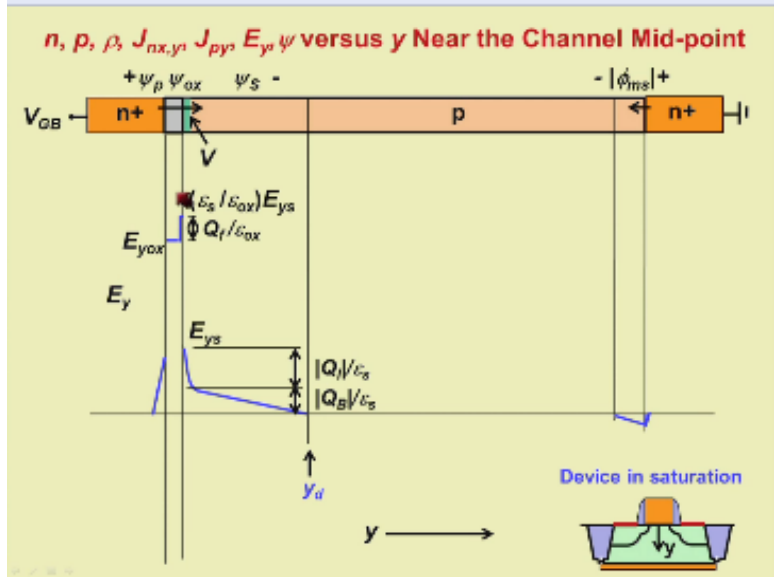 n, p, ρ, Jnx,y, Jpy, Ey, ψ versus y Near the Channel Mid-point
+ ψp ψox ψS - - |ϕms| +
VGB n+ p n+
V
(εs/εox)Eys
Qf/εox
Eyox
Ey
Eys
|QI|/εs
|QB|/εs
yd
Device in saturation
y
y